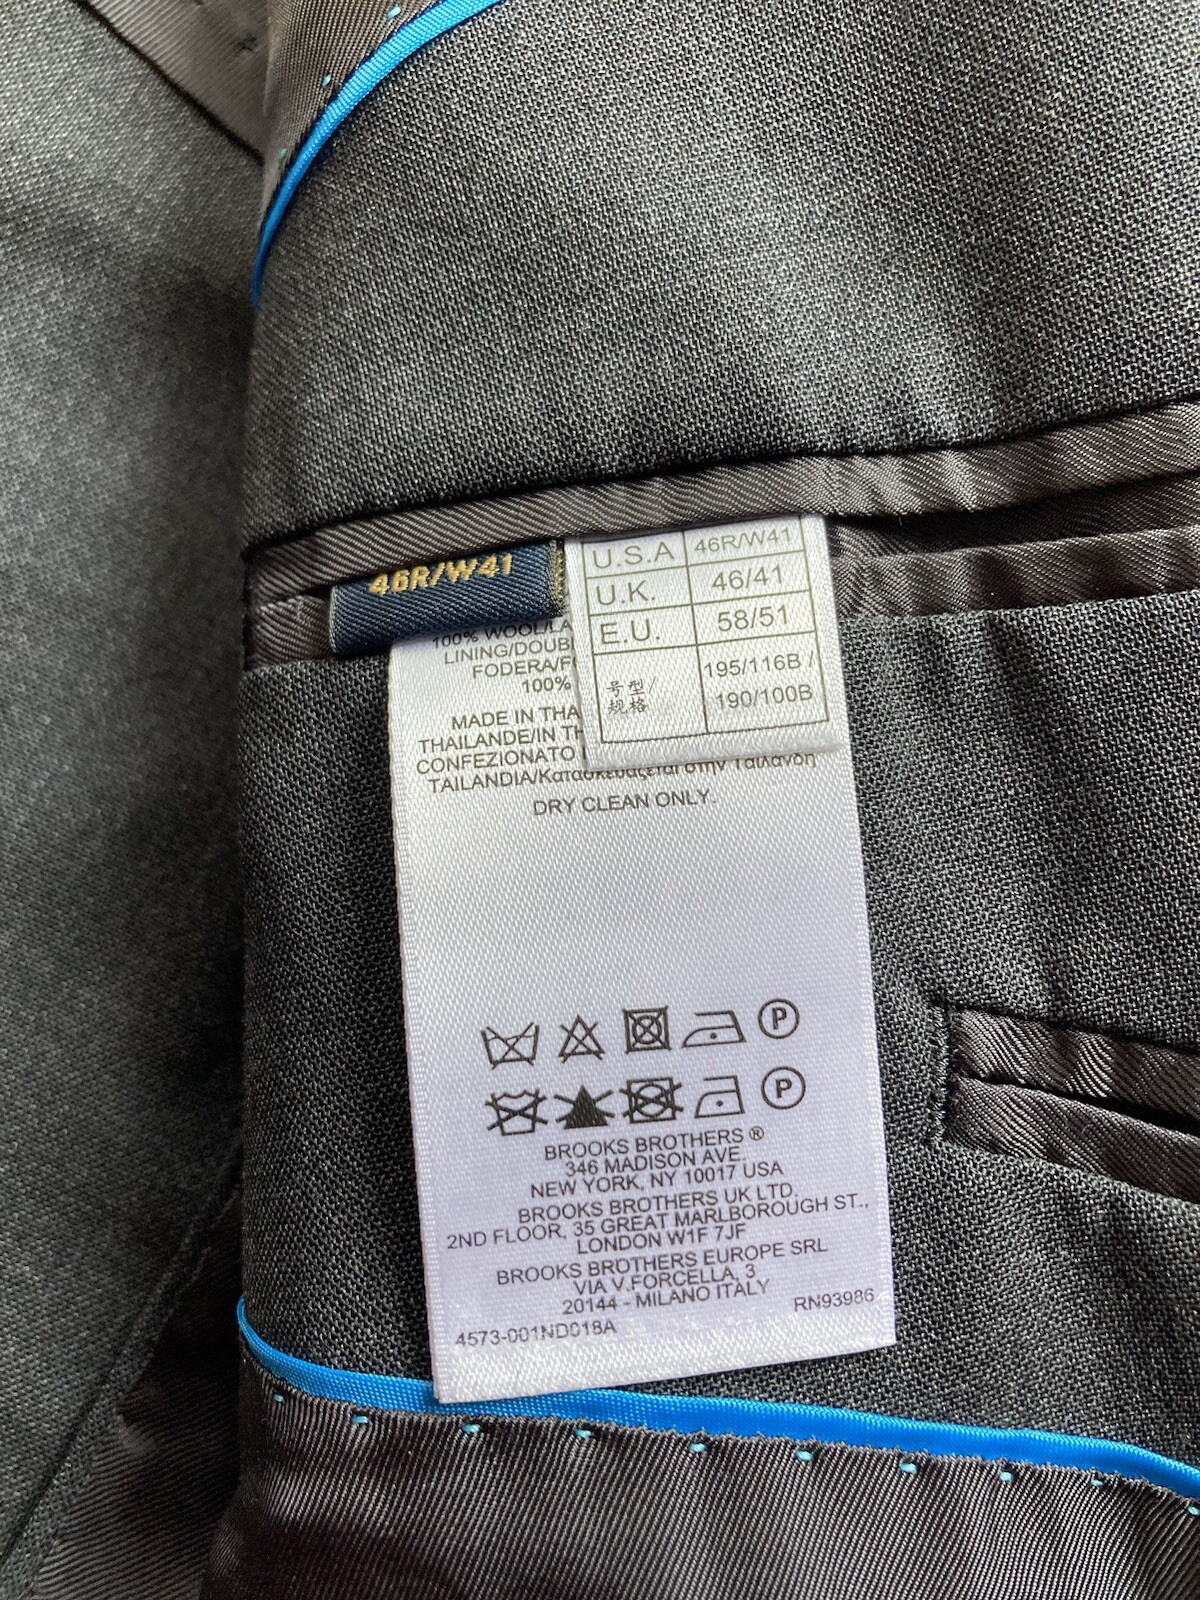 46R/W41
U.S.A 46R/W41
U.K. 46/41
E.U. 58/51
号型/ 195/116B /
规格 190/100B
100% WOOL/LA
LINING/DOUB
FODERA/F
100%
MADE IN THA
THAILANDE/IN TH
CONFEZIONATO
TAILANDIA/Κατασκευάζεται στην Ταϊλάνδη
DRY CLEAN ONLY.
P
P
BROOKS BROTHERS ®
346 MADISON AVE.
NEW YORK, NY 10017 USA
BROOKS BROTHERS UK LTD.
2ND FLOOR, 35 GREAT MARLBOROUGH ST.,
LONDON W1F 7JF
BROOKS BROTHERS EUROPE SRL
VIA V.FORCELLA, 3
20144 - MILANO ITALY
RN93986
4573-001ND018A